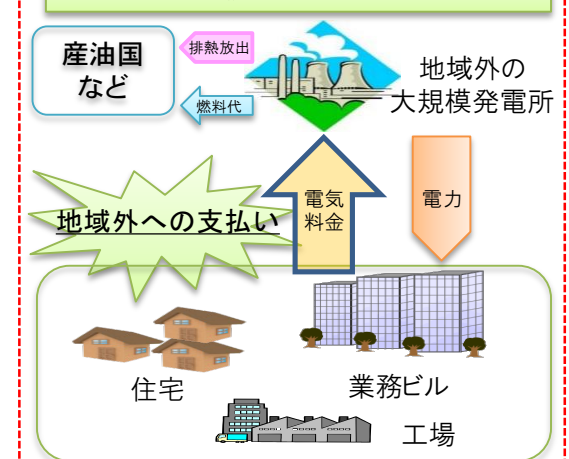 産油国
など
排熱放出
燃料代
地域外の
大規模発電所
地域外への支払い
電気
料金
電力
住宅
業務ビル
工場